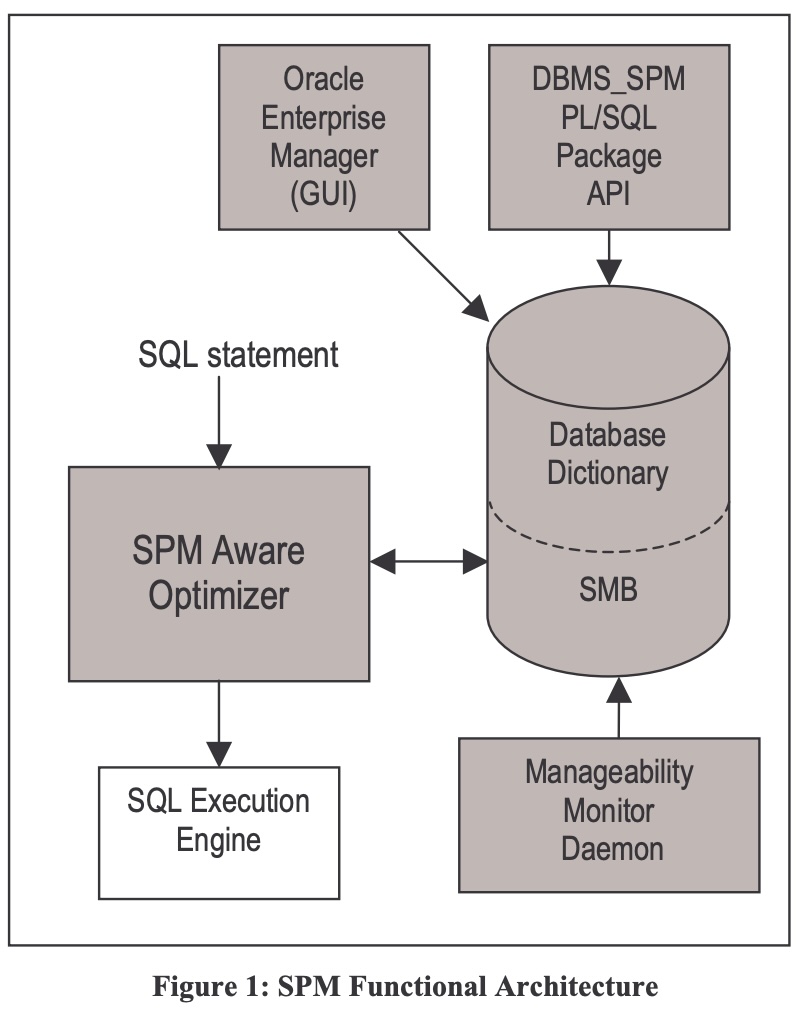 Oracle
Enterprise
Manager
(GUI)
DBMS_SPM
PL/SQL
Package
API
SQL statement
Database
Dictionary
SPM Aware
Optimizer
SMB
SQL Execution
Engine
Manageability
Monitor
Daemon
Figure 1: SPM Functional Architecture